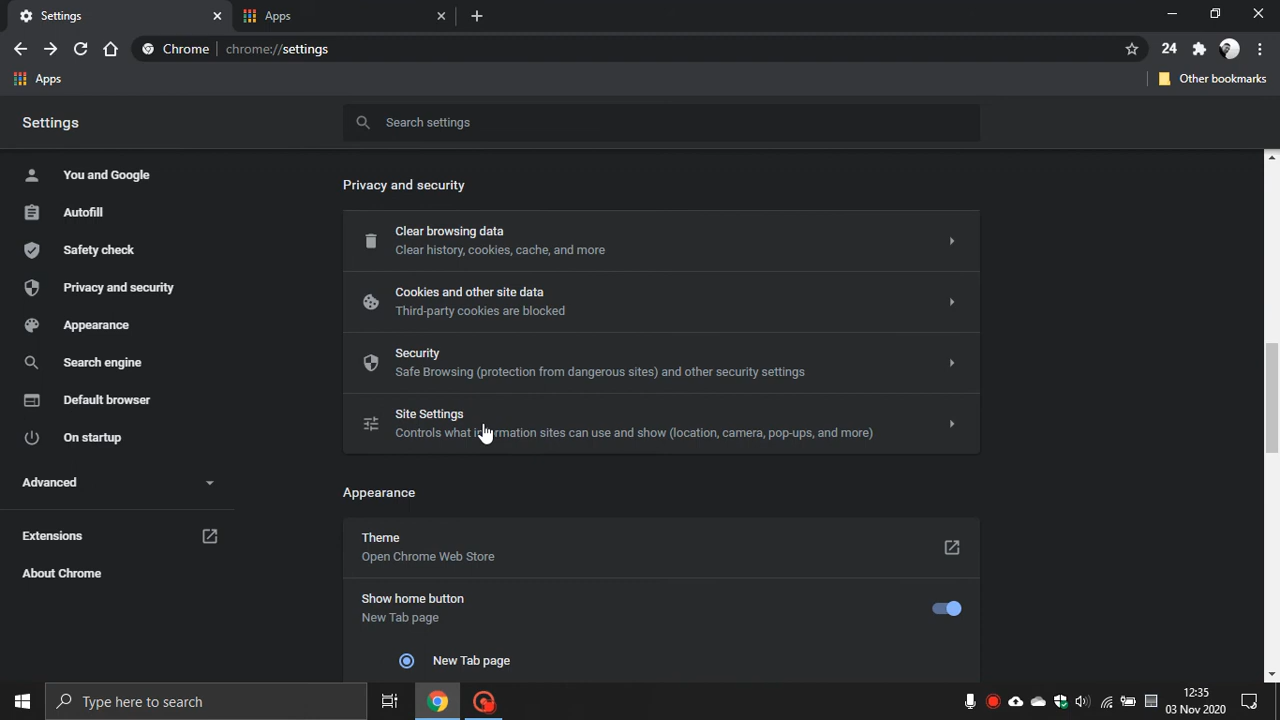 Settings
Apps
Chrome
chrome://settings
24
Apps
Other bookmarks
Settings
Search settings
You and Google
Autofill
Safety check
Privacy and security
Appearance
Search engine
Default browser
On startup
Advanced
Extensions
About Chrome
Privacy and security
Clear browsing data
Clear history, cookies, cache, and more
Cookies and other site data
Third-party cookies are blocked
Security
Safe Browsing (protection from dangerous sites) and other security settings
Site Settings
Controls what information sites can use and show (location, camera, pop-ups, and more)
Appearance
Theme
Open Chrome Web Store
Show home button
New Tab page
New Tab page
Type here to search
12:35
03 Nov 2020